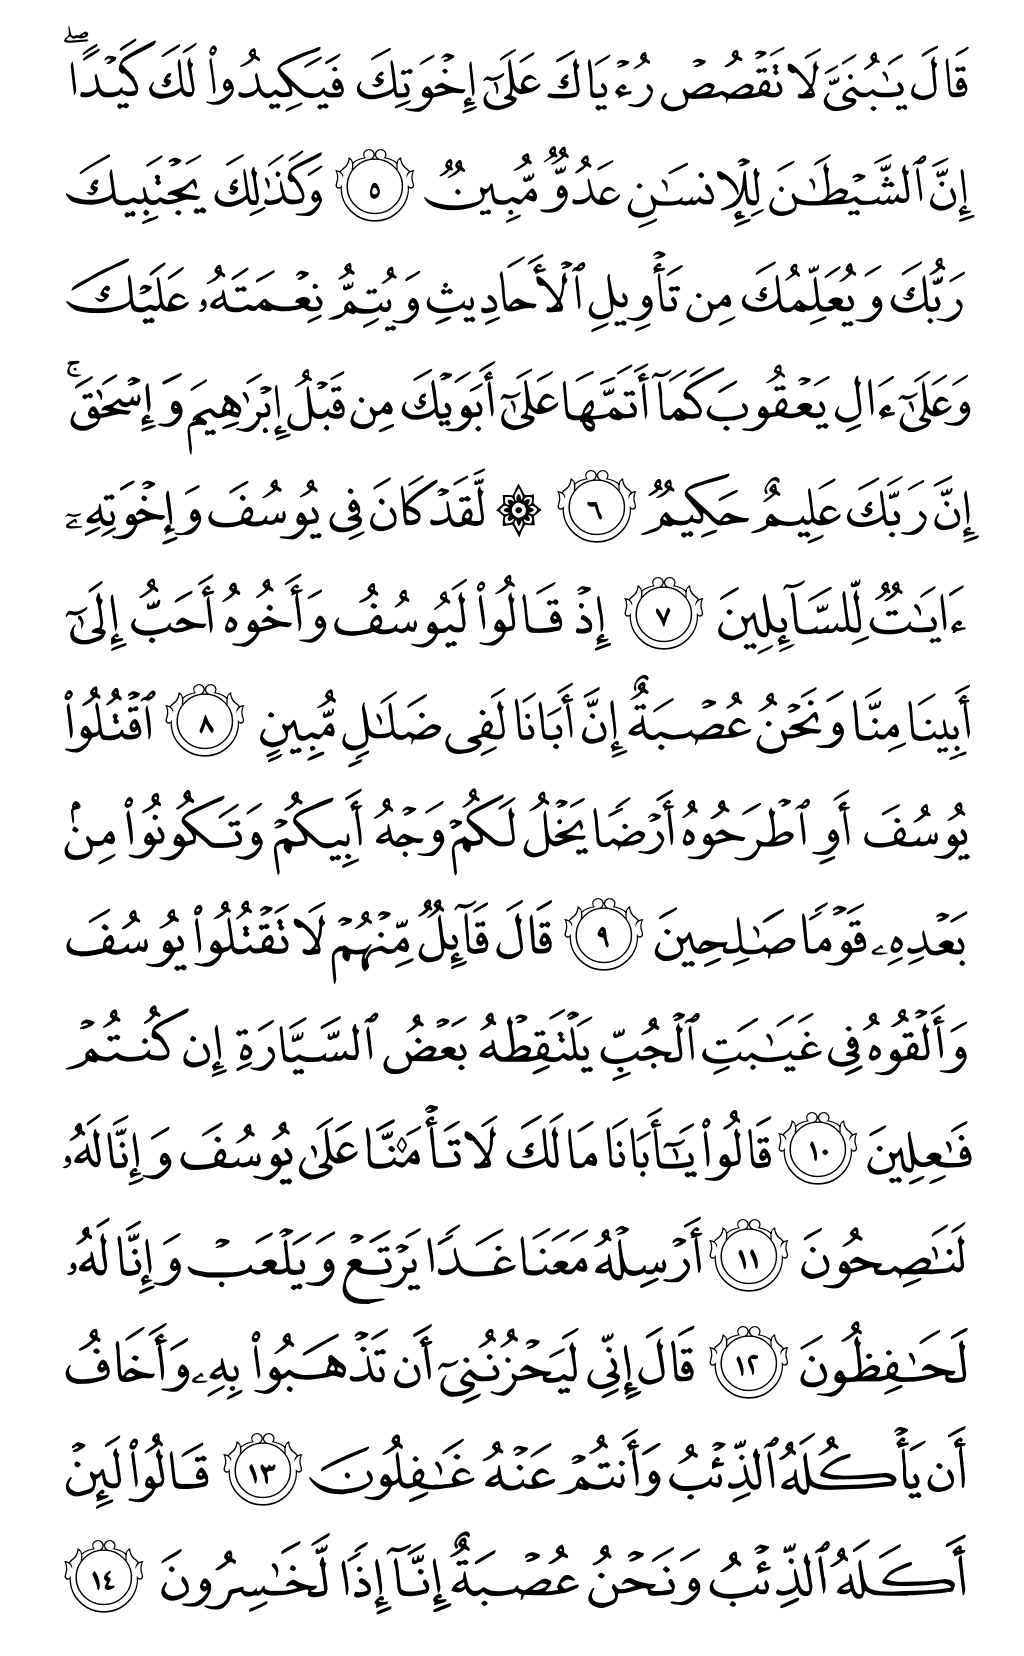 قَالَ يَٰبُنَيَّ لَا تَقۡصُصۡ رُءۡيَاكَ عَلَىٰٓ إِخۡوَتِكَ فَيَكِيدُواْ لَكَ كَيۡدًاۖ
إِنَّ ٱلشَّيۡطَٰنَ لِلۡإِنسَٰنِ عَدُوّٞ مُّبِينٞ ٥ وَكَذَٰلِكَ يَجۡتَبِيكَ
رَبُّكَ وَيُعَلِّمُكَ مِن تَأۡوِيلِ ٱلۡأَحَادِيثِ وَيُتِمُّ نِعۡمَتَهُۥ عَلَيۡكَ
وَعَلَىٰٓ ءَالِ يَعۡقُوبَ كَمَآ أَتَمَّهَا عَلَىٰٓ أَبَوَيۡكَ مِن قَبۡلُ إِبۡرَٰهِيمَ وَإِسۡحَٰقَۚ
إِنَّ رَبَّكَ عَلِيمٌ حَكِيمٞ ٦ ۞ لَّقَدۡ كَانَ فِي يُوسُفَ وَإِخۡوَتِهِۦٓ
ءَايَٰتٞ لِّلسَّآئِلِينَ ٧ إِذۡ قَالُواْ لَيُوسُفُ وَأَخُوهُ أَحَبُّ إِلَىٰٓ
أَبِينَا مِنَّا وَنَحۡنُ عُصۡبَةٌ إِنَّ أَبَانَا لَفِي ضَلَٰلٖ مُّبِينٍ ٨ ٱقۡتُلُواْ
يُوسُفَ أَوِ ٱطۡرَحُوهُ أَرۡضٗا يَخۡلُ لَكُمۡ وَجۡهُ أَبِيكُمۡ وَتَكُونُواْ مِنۢ
بَعۡدِهِۦ قَوۡمٗا صَٰلِحِينَ ٩ قَالَ قَآئِلٞ مِّنۡهُمۡ لَا تَقۡتُلُواْ يُوسُفَ
وَأَلۡقُوهُ فِي غَيَٰبَتِ ٱلۡجُبِّ يَلۡتَقِطۡهُ بَعۡضُ ٱلسَّيَّارَةِ إِن كُنتُمۡ
فَٰعِلِينَ ١٠ قَالُواْ يَٰٓأَبَانَا مَا لَكَ لَا تَأۡمَ۬نَّا عَلَىٰ يُوسُفَ وَإِنَّا لَهُۥ
لَنَٰصِحُونَ ١١ أَرۡسِلۡهُ مَعَنَا غَدٗا يَرۡتَعۡ وَيَلۡعَبۡ وَإِنَّا لَهُۥ
لَحَٰفِظُونَ ١٢ قَالَ إِنِّي لَيَحۡزُنُنِيٓ أَن تَذۡهَبُواْ بِهِۦ وَأَخَافُ
أَن يَأۡكُلَهُ ٱلذِّئۡبُ وَأَنتُمۡ عَنۡهُ غَٰفِلُونَ ١٣ قَالُواْ لَئِنۡ
أَكَلَهُ ٱلذِّئۡبُ وَنَحۡنُ عُصۡبَةٌ إِنَّآ إِذٗا لَّخَٰسِرُونَ ١٤